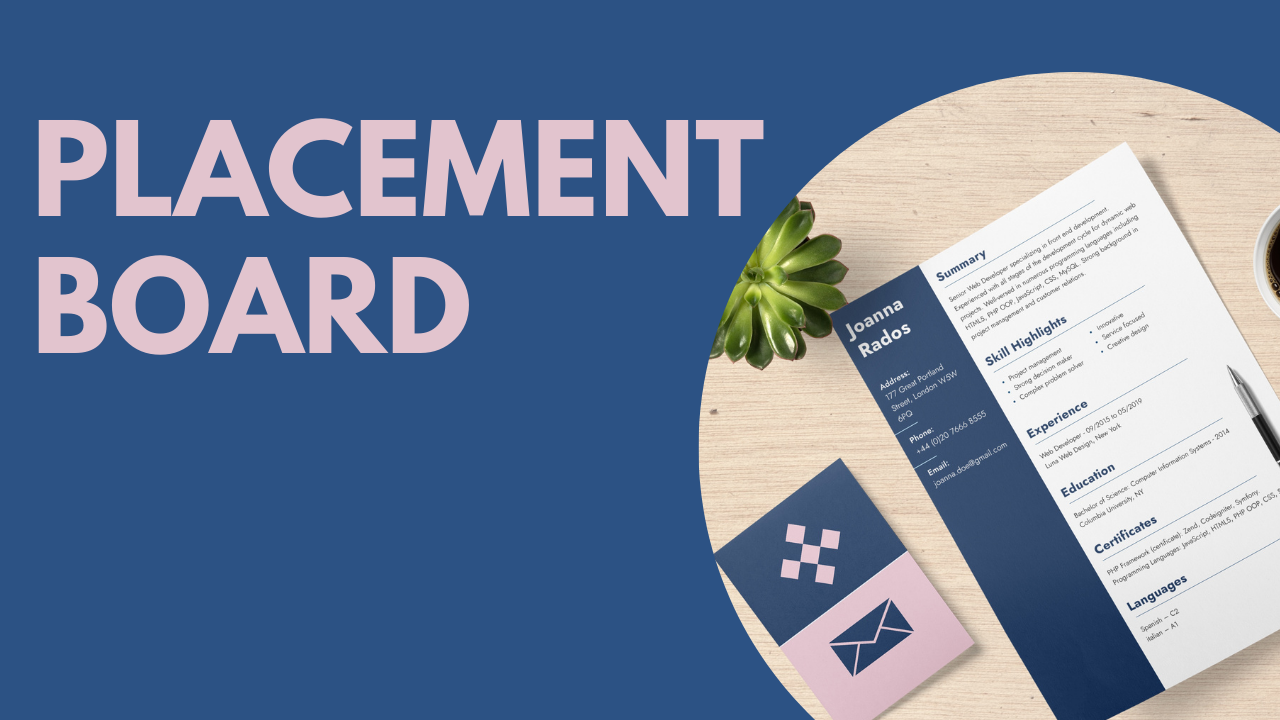 PLACEMENT
BOARD
Joanna
Rados
Address:
177 Great Portland
Street, London W5W
6PQ
Phone:
+44 (0)20 7666 8555
Email:
joanna.doe@gmail.com
Summary
Senior Web Developer specializing in front end development.
Experienced with all stages of the development cycle for dynamic web
projects. Well-versed in numerous programming languages including
HTML5, PHP OOP, JavaScript, CSS, MySQL. Strong background in
project management and customer relations.
Skill Highlights
• Project management
• Strong decision maker
• Complex problem solver
• Innovative
• Service focused
• Creative design
Experience
Web Developer - 09/2015 to 05/2019
Luna Web Design, New York
Education
Bachelor of Science: Computer Information Systems - 2014
Columbia University, NY
Certificates
PHP Framework (certificate): Zend, Codeigniter, Symfony.
Programming Languages: JavaScript, HTML5, PHP OOP, CSS,
Languages
Spanish – C2
Italian – A1